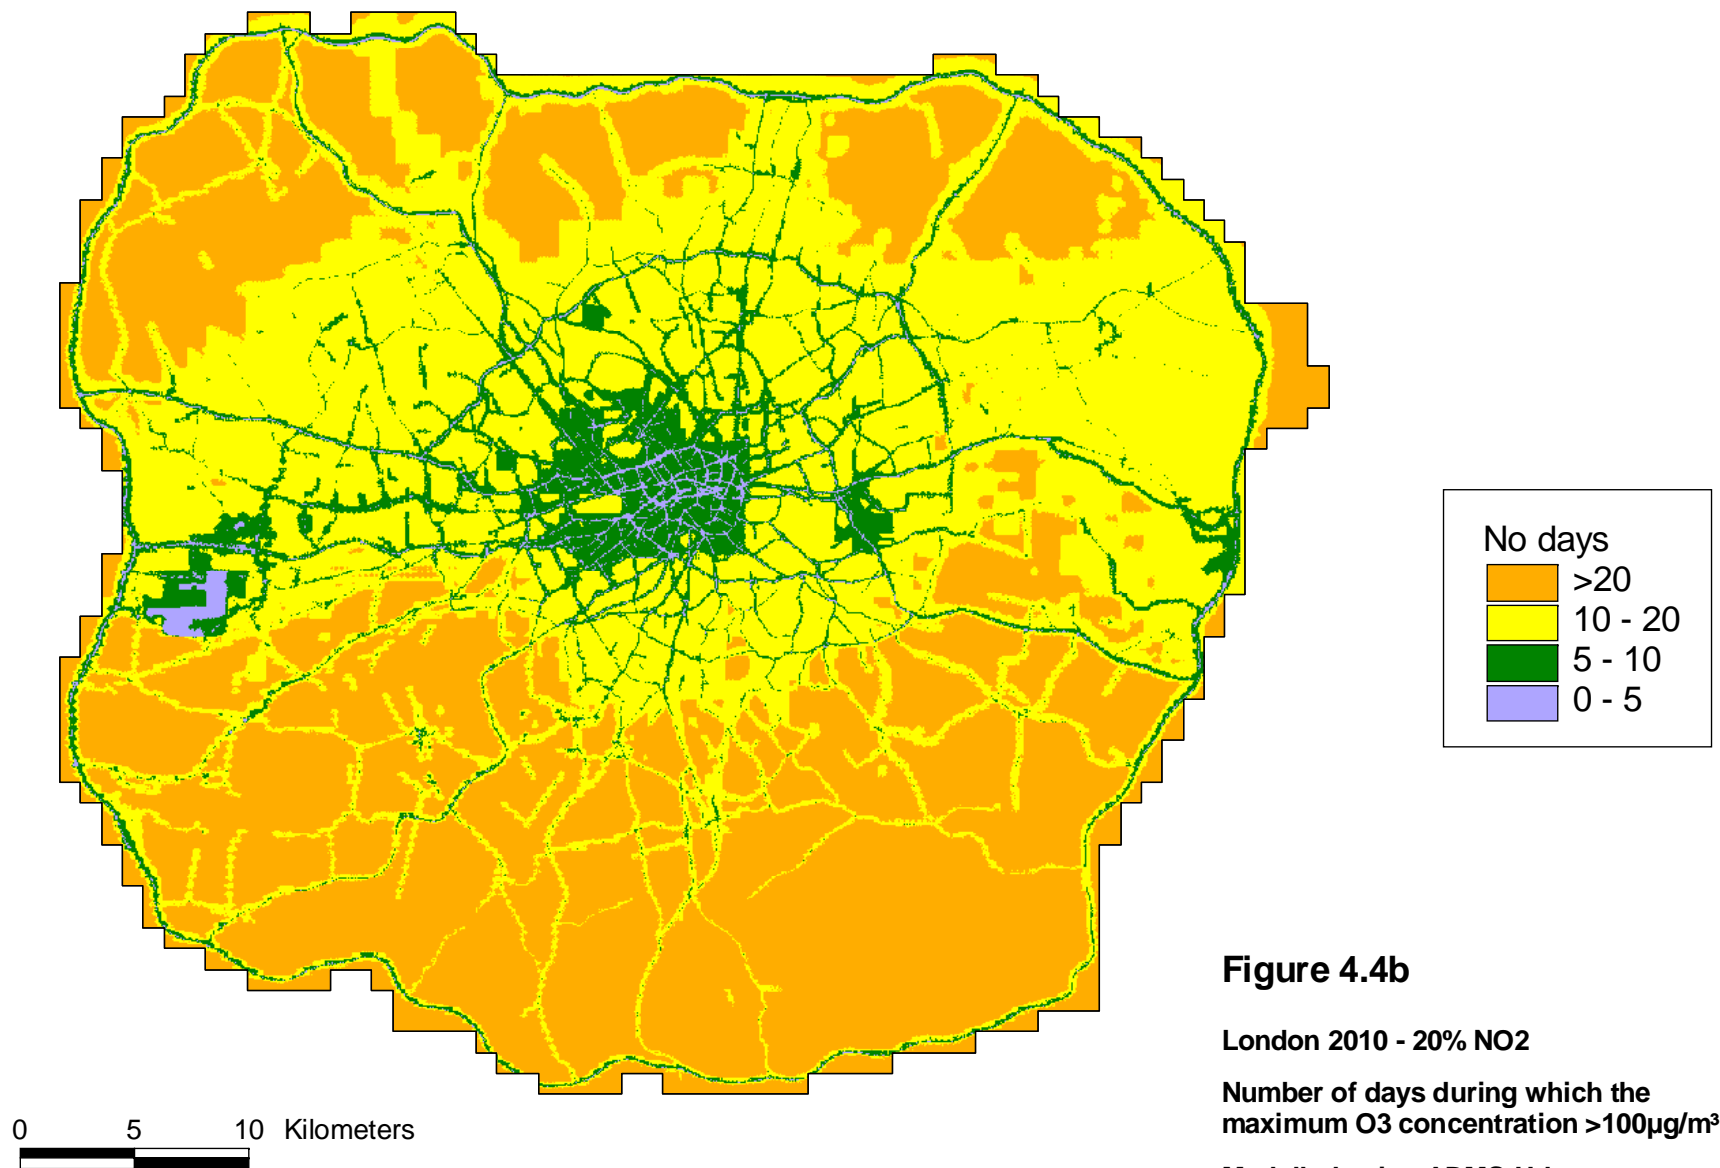 No days
>20
10 - 20
5 - 10
0 - 5
Figure 4.4b
London 2010 - 20% NO2
Number of days during which the
maximum O3 concentration >100µg/m³
0 5 10 Kilometers